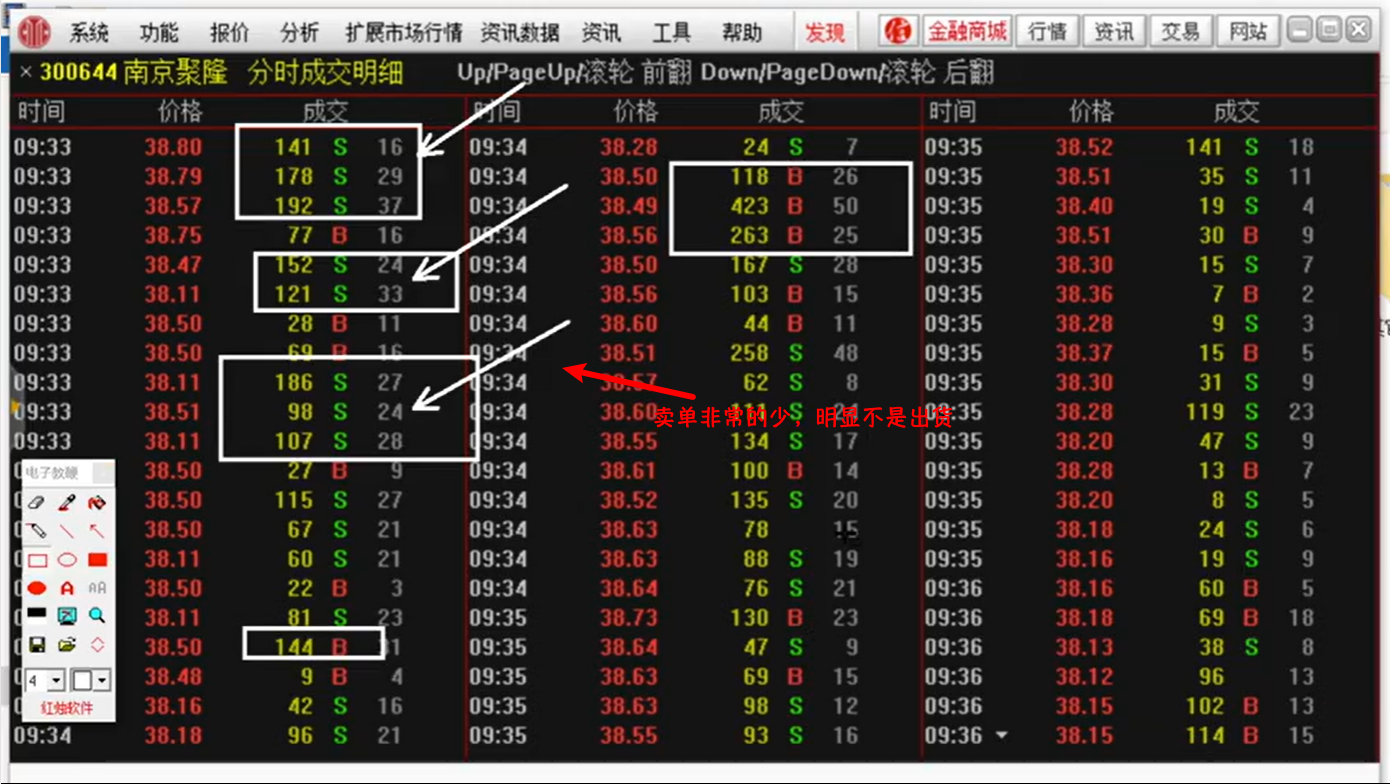 系统 功能 报价 分析 扩展市场行情 资讯数据 资讯 工具 帮助 发现 信 金融商城 行情 资讯 交易 网站
× 300644 南京聚隆 分时成交明细 Up/PageUp/滚轮 前翻 Down/PageDown/滚轮 后翻
时间 价格 成交 时间 价格 成交 时间 价格 成交
09:33 38.80 141 S 16 09:34 38.28 24 S 7 09:35 38.52 141 S 18
09:33 38.79 178 S 29 09:34 38.50 118 B 26 09:35 38.51 35 S 11
09:33 38.57 192 S 37 09:34 38.49 423 B 50 09:35 38.40 19 S 4
09:33 38.75 77 B 16 09:34 38.56 263 B 25 09:35 38.51 30 B 9
09:33 38.47 152 S 24 09:34 38.50 167 S 28 09:35 38.30 15 S 7
09:33 38.11 121 S 33 09:34 38.56 103 B 15 09:35 38.36 7 B 2
09:33 38.50 28 B 11 09:34 38.60 44 B 11 09:35 38.28 9 S 3
09:33 38.50 69 B 16 09:34 38.51 258 S 48 09:35 38.37 15 B 5
09:33 38.11 186 S 27 09:34 38.57 62 S 8 09:35 38.30 31 S 9
09:33 38.51 98 S 24 09:34 38.60 S 09:35 38.28 119 S 23
卖单非常的少，明显不是出货
09:33 38.11 107 S 28 09:34 38.55 134 S 17 09:35 38.20 47 S 9
38.50 27 B 9 09:34 38.61 100 B 14 09:35 38.28 13 B 7
38.50 115 S 27 09:34 38.52 135 S 20 09:35 38.20 8 S 5
38.50 67 S 21 09:34 38.63 78 15 09:35 38.18 24 S 6
38.11 60 S 21 09:34 38.63 88 S 19 09:35 38.16 19 S 9
38.50 22 B 3 09:34 38.64 76 S 21 09:36 38.16 60 B 5
38.11 81 S 23 09:35 38.73 130 B 23 09:36 38.18 69 B 18
38.50 144 B 09:35 38.64 47 S 9 09:36 38.13 38 S 8
38.48 9 B 4 09:35 38.63 69 B 15 09:36 38.12 96 13
38.16 42 S 16 09:35 38.63 98 S 12 09:36 38.15 102 B 13
09:34 38.18 96 S 21 09:35 38.55 93 S 16 09:36 38.15 114 B 15
电子教鞭
A AA
4
红烛软件